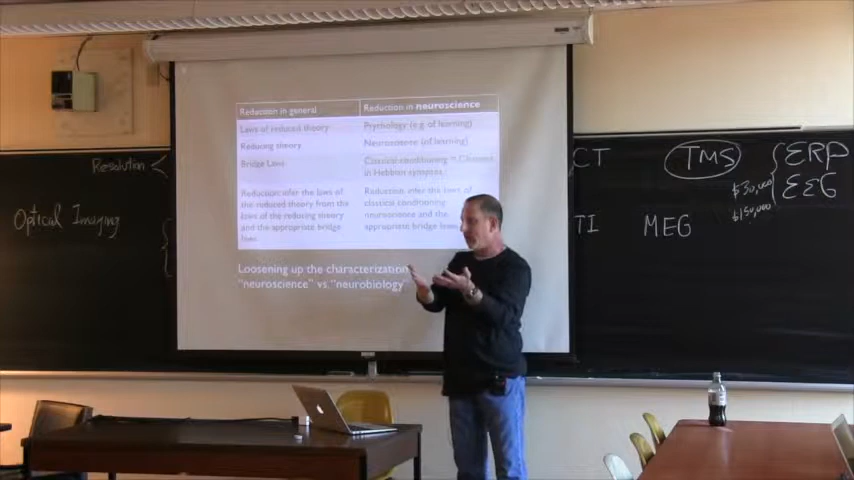 Resolution <
Optical Imaging
Reduction in general
Reduction in neuroscience
Laws of reduced theory
Psychology (e.g. of learning)
Reducing theory
Neuroscience (of learning)
Bridge Laws
Classical conditioning
in Hebbian synapses
Reduction: infer the laws of
the reduced theory from the
laws of the reducing theory
and the appropriate bridge
laws.
Reduction: infer the laws of
classical conditioning
neuroscience and the
appropriate bridge laws
Loosening up the characterization
"neuroscience" vs. "neurobiology"
CT
TMS
ERP
EEG
$30,000
$150,000
TI
MEG